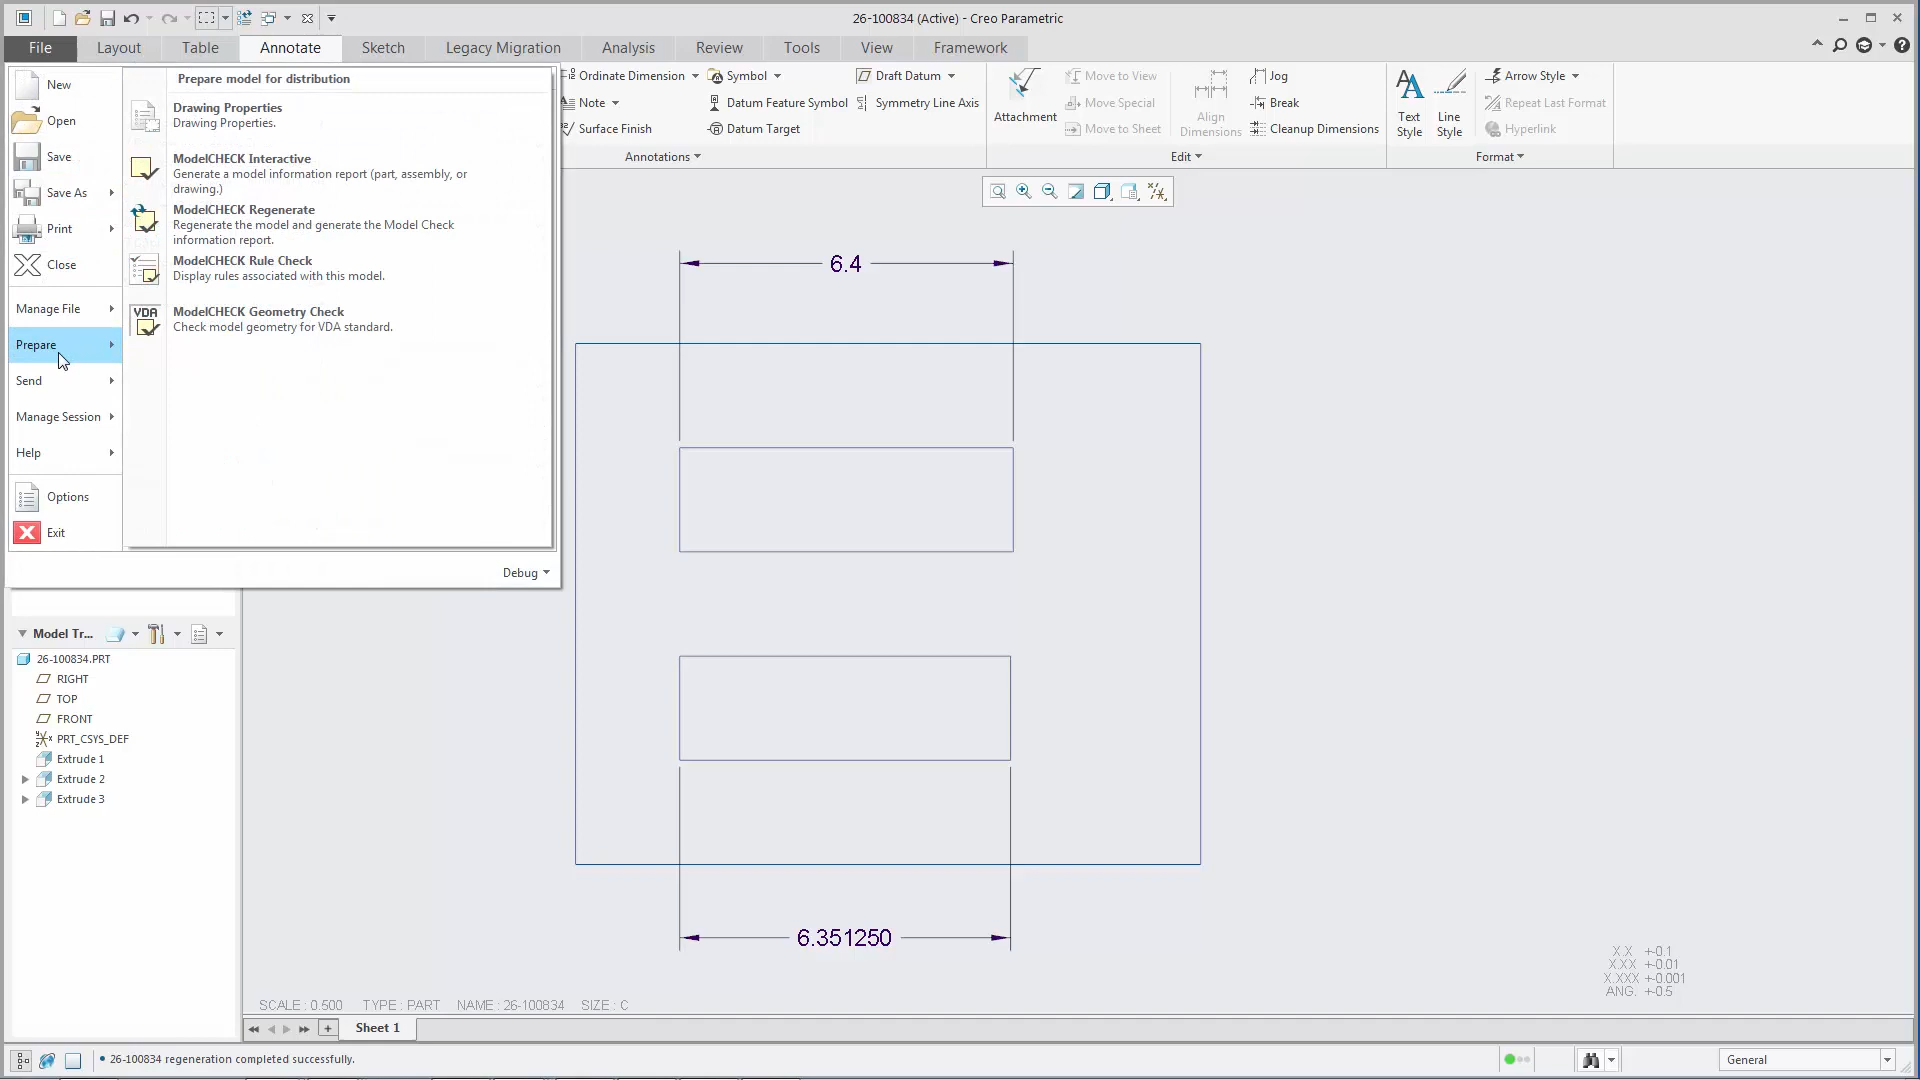 26-100834 (Active) - Creo Parametric
File Layout Table Annotate Sketch Legacy Migration Analysis Review Tools View Framework
New
Open
Save
Save As
Print
Close
Manage File
Prepare
Send
Manage Session
Help
Options
Exit
Prepare model for distribution
Drawing Properties
Drawing Properties.
ModelCHECK Interactive
Generate a model information report (part, assembly, or
drawing.)
ModelCHECK Regenerate
Regenerate the model and generate the Model Check
information report.
ModelCHECK Rule Check
Display rules associated with this model.
VDA
ModelCHECK Geometry Check
Check model geometry for VDA standard.
Debug
Ordinate Dimension
Note
Surface Finish
Symbol
Datum Feature Symbol
Datum Target
Draft Datum
Symmetry Line Axis
Annotations
Attachment
Move to View
Move Special
Move to Sheet
Align
Dimensions
Jog
Break
Cleanup Dimensions
Edit
Text
Style
Line
Style
Arrow Style
Repeat Last Format
Hyperlink
Format
Model Tr...
26-100834.PRT
RIGHT
TOP
FRONT
PRT_CSYS_DEF
Extrude 1
Extrude 2
Extrude 3
6.4
6.351250
X.X +-0.1
X.XX +-0.01
X.XXX +-0.001
ANG. +-0.5
SCALE : 0.500 TYPE : PART NAME : 26-100834 SIZE : C
Sheet 1
26-100834 regeneration completed successfully.
General